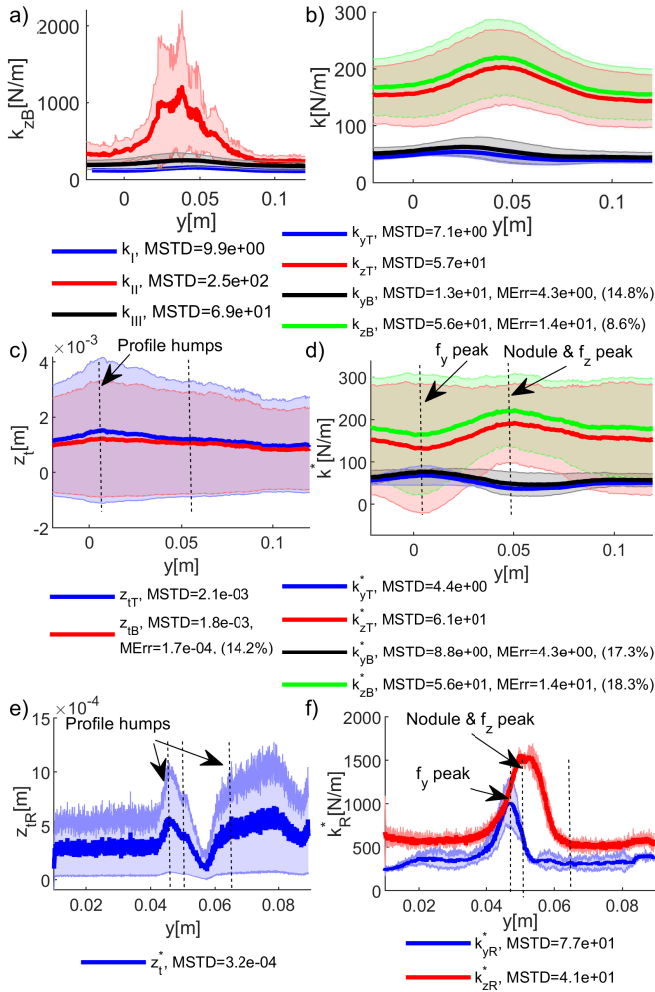 a)
2000
1000
0
k_zB[N/m]
0
0.05
0.1
y[m]
k_I, MSTD=9.9e+00
k_II, MSTD=2.5e+02
k_III, MSTD=6.9e+01
b)
300
200
100
0
k[N/m]
0
0.05
0.1
y[m]
k_yT, MSTD=7.1e+00
k_zT, MSTD=5.7e+01
k_yB, MSTD=1.3e+01, MErr=4.3e+00, (14.8%)
k_zB, MSTD=5.6e+01, MErr=1.4e+01, (8.6%)
c)
×10^-3
Profile humps
4
2
0
-2
z_t[m]
0
0.05
0.1
y[m]
z_tT, MSTD=2.1e-03
z_tB, MSTD=1.8e-03,
MErr=1.7e-04, (14.2%)
d)
f_y peak
Nodule & f_z peak
300
200
100
0
k^* [N/m]
0
0.05
0.1
y[m]
k^*_yT, MSTD=4.4e+00
k^*_zT, MSTD=6.1e+01
k^*_yB, MSTD=8.8e+00, MErr=4.3e+00, (17.3%)
k^*_zB, MSTD=5.6e+01, MErr=1.4e+01, (18.3%)
e)
×10^-4
Profile humps
15
10
5
0
z_tR[m]
0.02
0.04
0.06
0.08
y[m]
z^*_t, MSTD=3.2e-04
f)
Nodule & f_z peak
f_y peak
2000
1500
1000
500
0
k^*_R[N/m]
0.02
0.04
0.06
0.08
y[m]
k^*_yR, MSTD=7.7e+01
k^*_zR, MSTD=4.1e+01